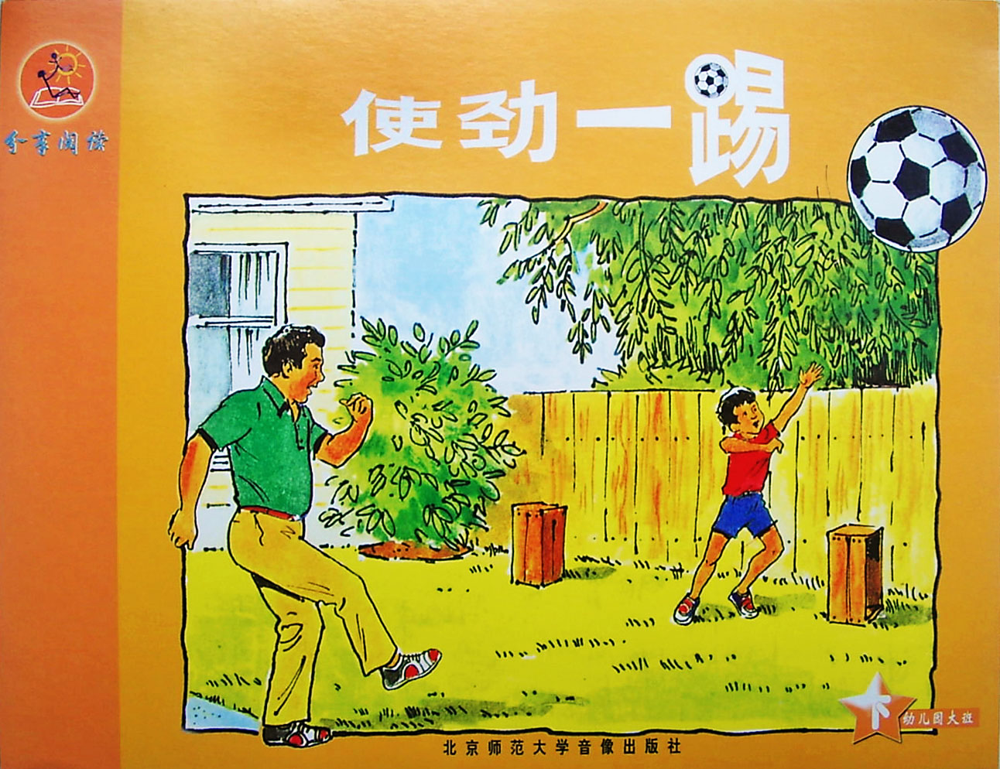 使劲一踢
分享阅读
下
幼儿园大班
北京师范大学音像出版社